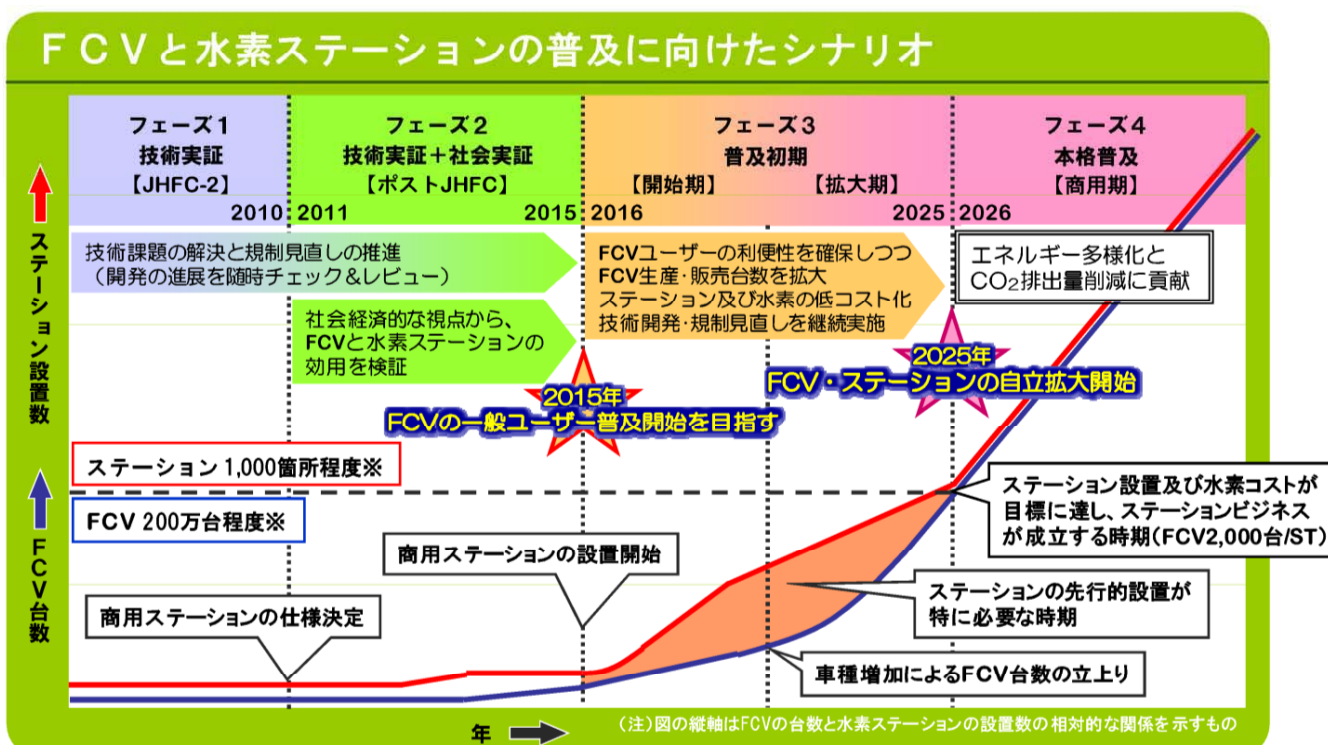 FCVと水素ステーションの普及に向けたシナリオ
フェーズ1
技術実証
【JHFC-2】
2010
フェーズ2
技術実証+社会実証
【ポストJHFC】
2011
2015
フェーズ3
普及初期
【開始期】
【拡大期】
2016
2025
フェーズ4
本格普及
【商用期】
2026
ステーション設置数
FCV台数
技術課題の解決と規制見直しの推進
(開発の進展を随時チェック&レビュー)
社会経済的な視点から、
FCVと水素ステーションの
効用を検証
FCVユーザーの利便性を確保しつつ
FCV生産・販売台数を拡大
ステーション及び水素の低コスト化
技術開発・規制見直しを継続実施
エネルギー多様化と
CO₂排出量削減に貢献
2015年
FCVの一般ユーザー普及開始を目指す
2025年
FCV・ステーションの自立拡大開始
ステーション 1,000箇所程度※
FCV 200万台程度※
商用ステーションの仕様決定
商用ステーションの設置開始
ステーション設置及び水素コストが
目標に達し、ステーションビジネス
が成立する時期(FCV2,000台/ST)
ステーションの先行的設置が
特に必要な時期
車種増加によるFCV台数の立上り
年
(注)図の縦軸はFCVの台数と水素ステーションの設置数の相対的な関係を示すもの